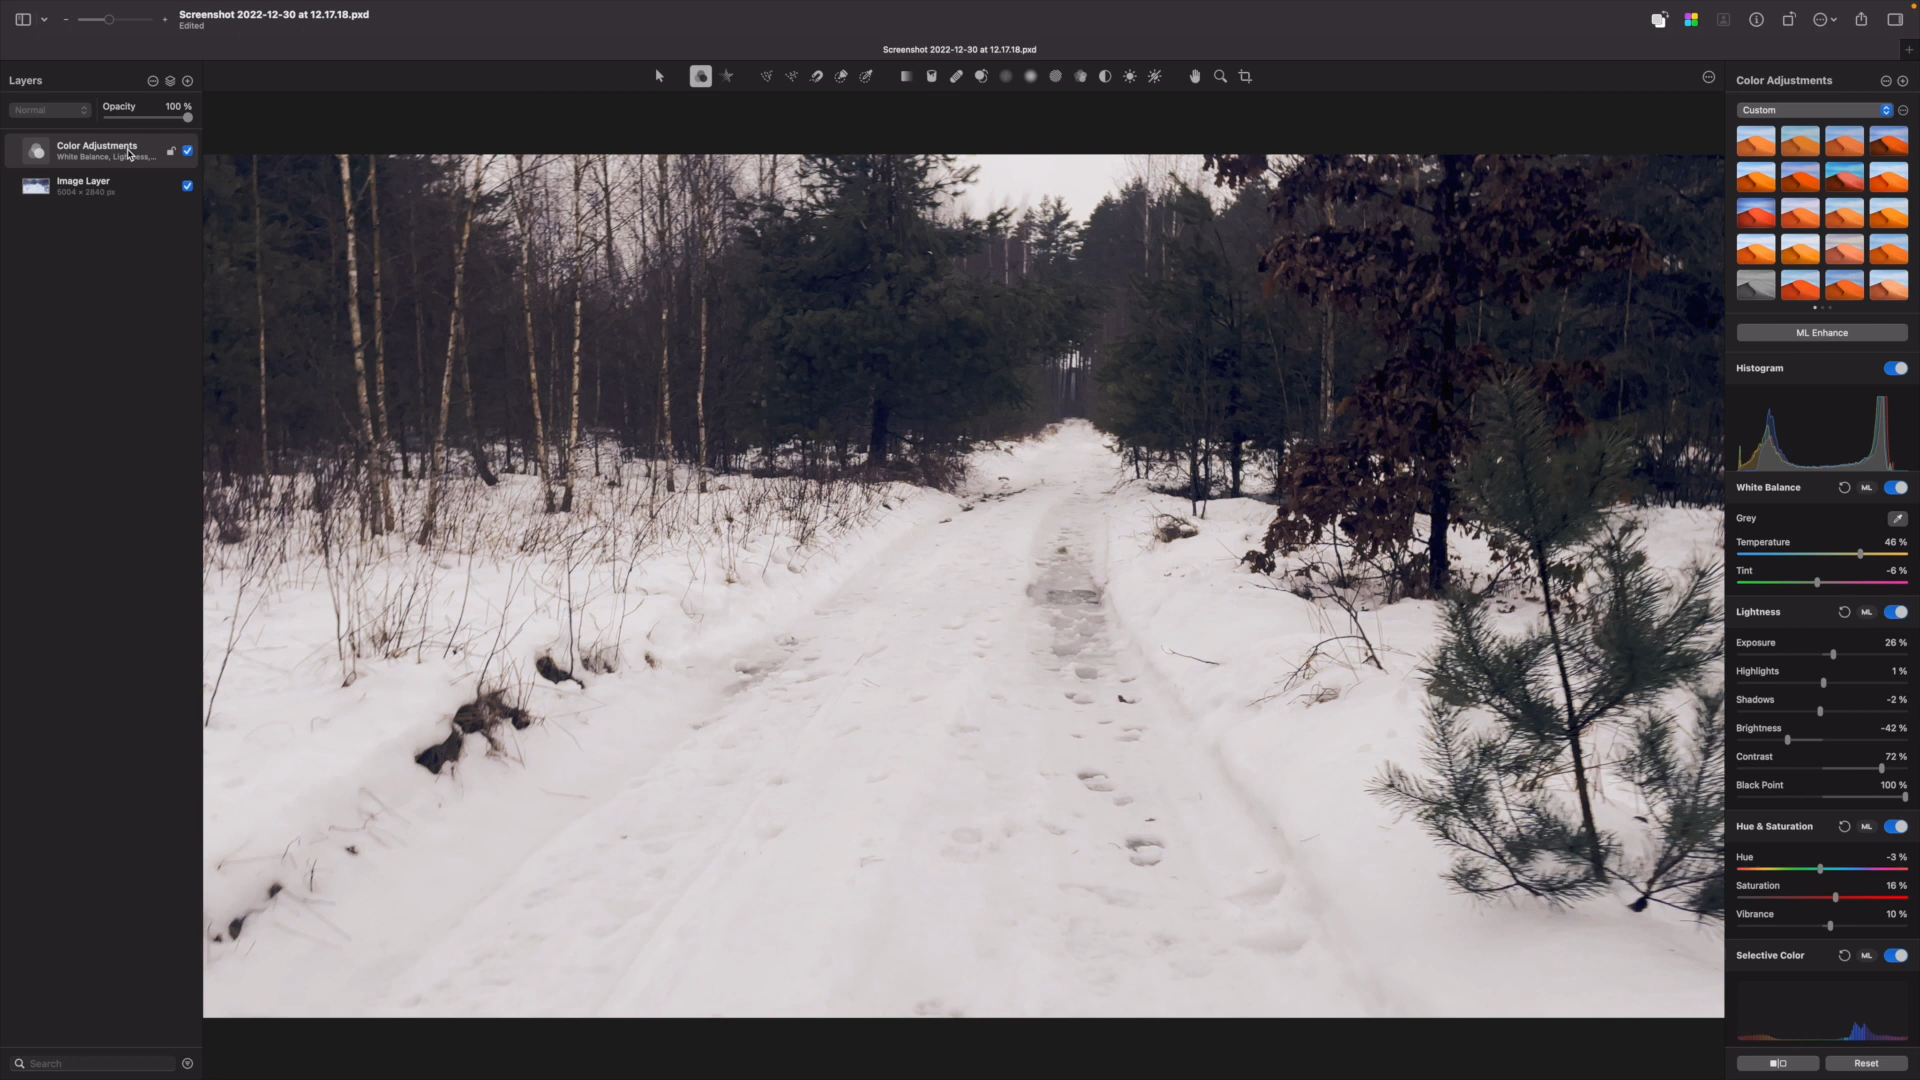 Screenshot 2022-12-30 at 12.17.18.pxd
Edited
Screenshot 2022-12-30 at 12.17.18.pxd
Layers
Normal
Opacity 100 %
Color Adjustments
White Balance, Lightness,...
Image Layer
5004 × 2840 px
Search
Color Adjustments
Custom
ML Enhance
Histogram
White Balance ML
Grey
Temperature 46 %
Tint -6 %
Lightness ML
Exposure 26 %
Highlights 1 %
Shadows -2 %
Brightness -42 %
Contrast 72 %
Black Point 100 %
Hue & Saturation ML
Hue -3 %
Saturation 16 %
Vibrance 10 %
Selective Color ML
Reset